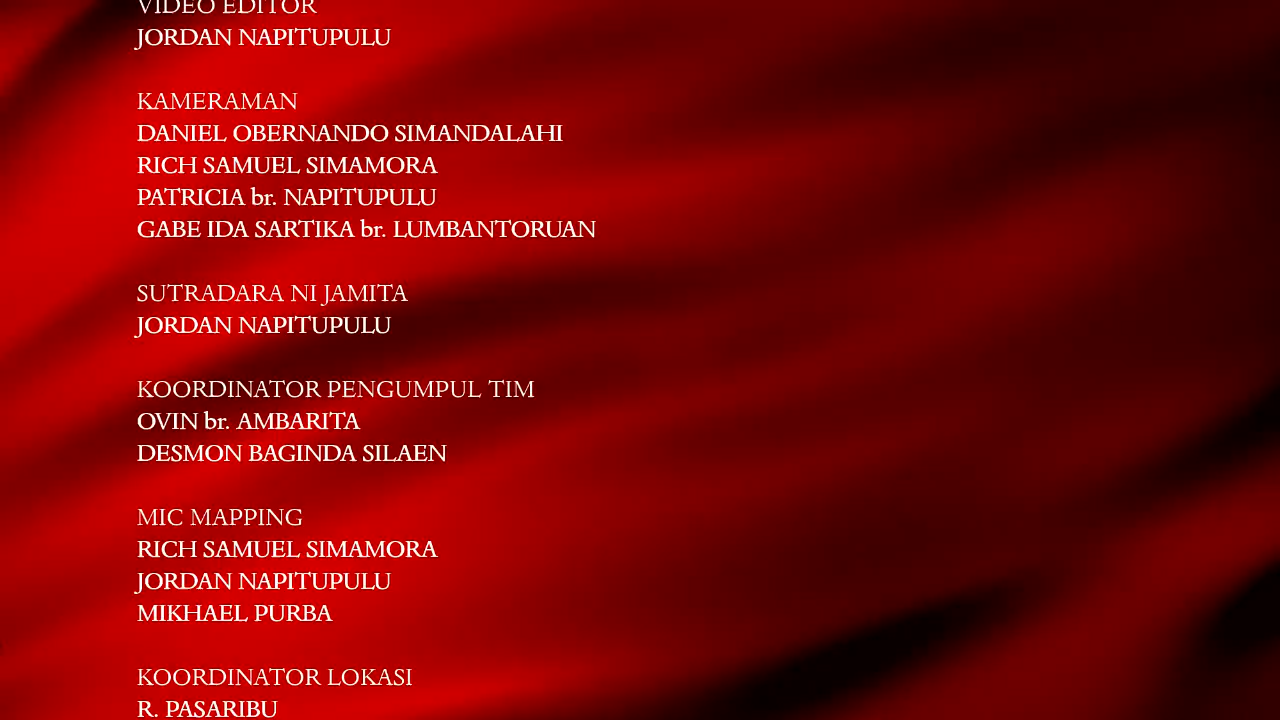 VIDEO EDITOR
JORDAN NAPITUPULU
KAMERAMAN
DANIEL OBERNANDO SIMANDALAHI
RICH SAMUEL SIMAMORA
PATRICIA br. NAPITUPULU
GABE IDA SARTIKA br. LUMBANTORUAN
SUTRADARA NI JAMITA
JORDAN NAPITUPULU
KOORDINATOR PENGUMPUL TIM
OVIN br. AMBARITA
DESMON BAGINDA SILAEN
MIC MAPPING
RICH SAMUEL SIMAMORA
JORDAN NAPITUPULU
MIKHAEL PURBA
KOORDINATOR LOKASI
R. PASARIBU